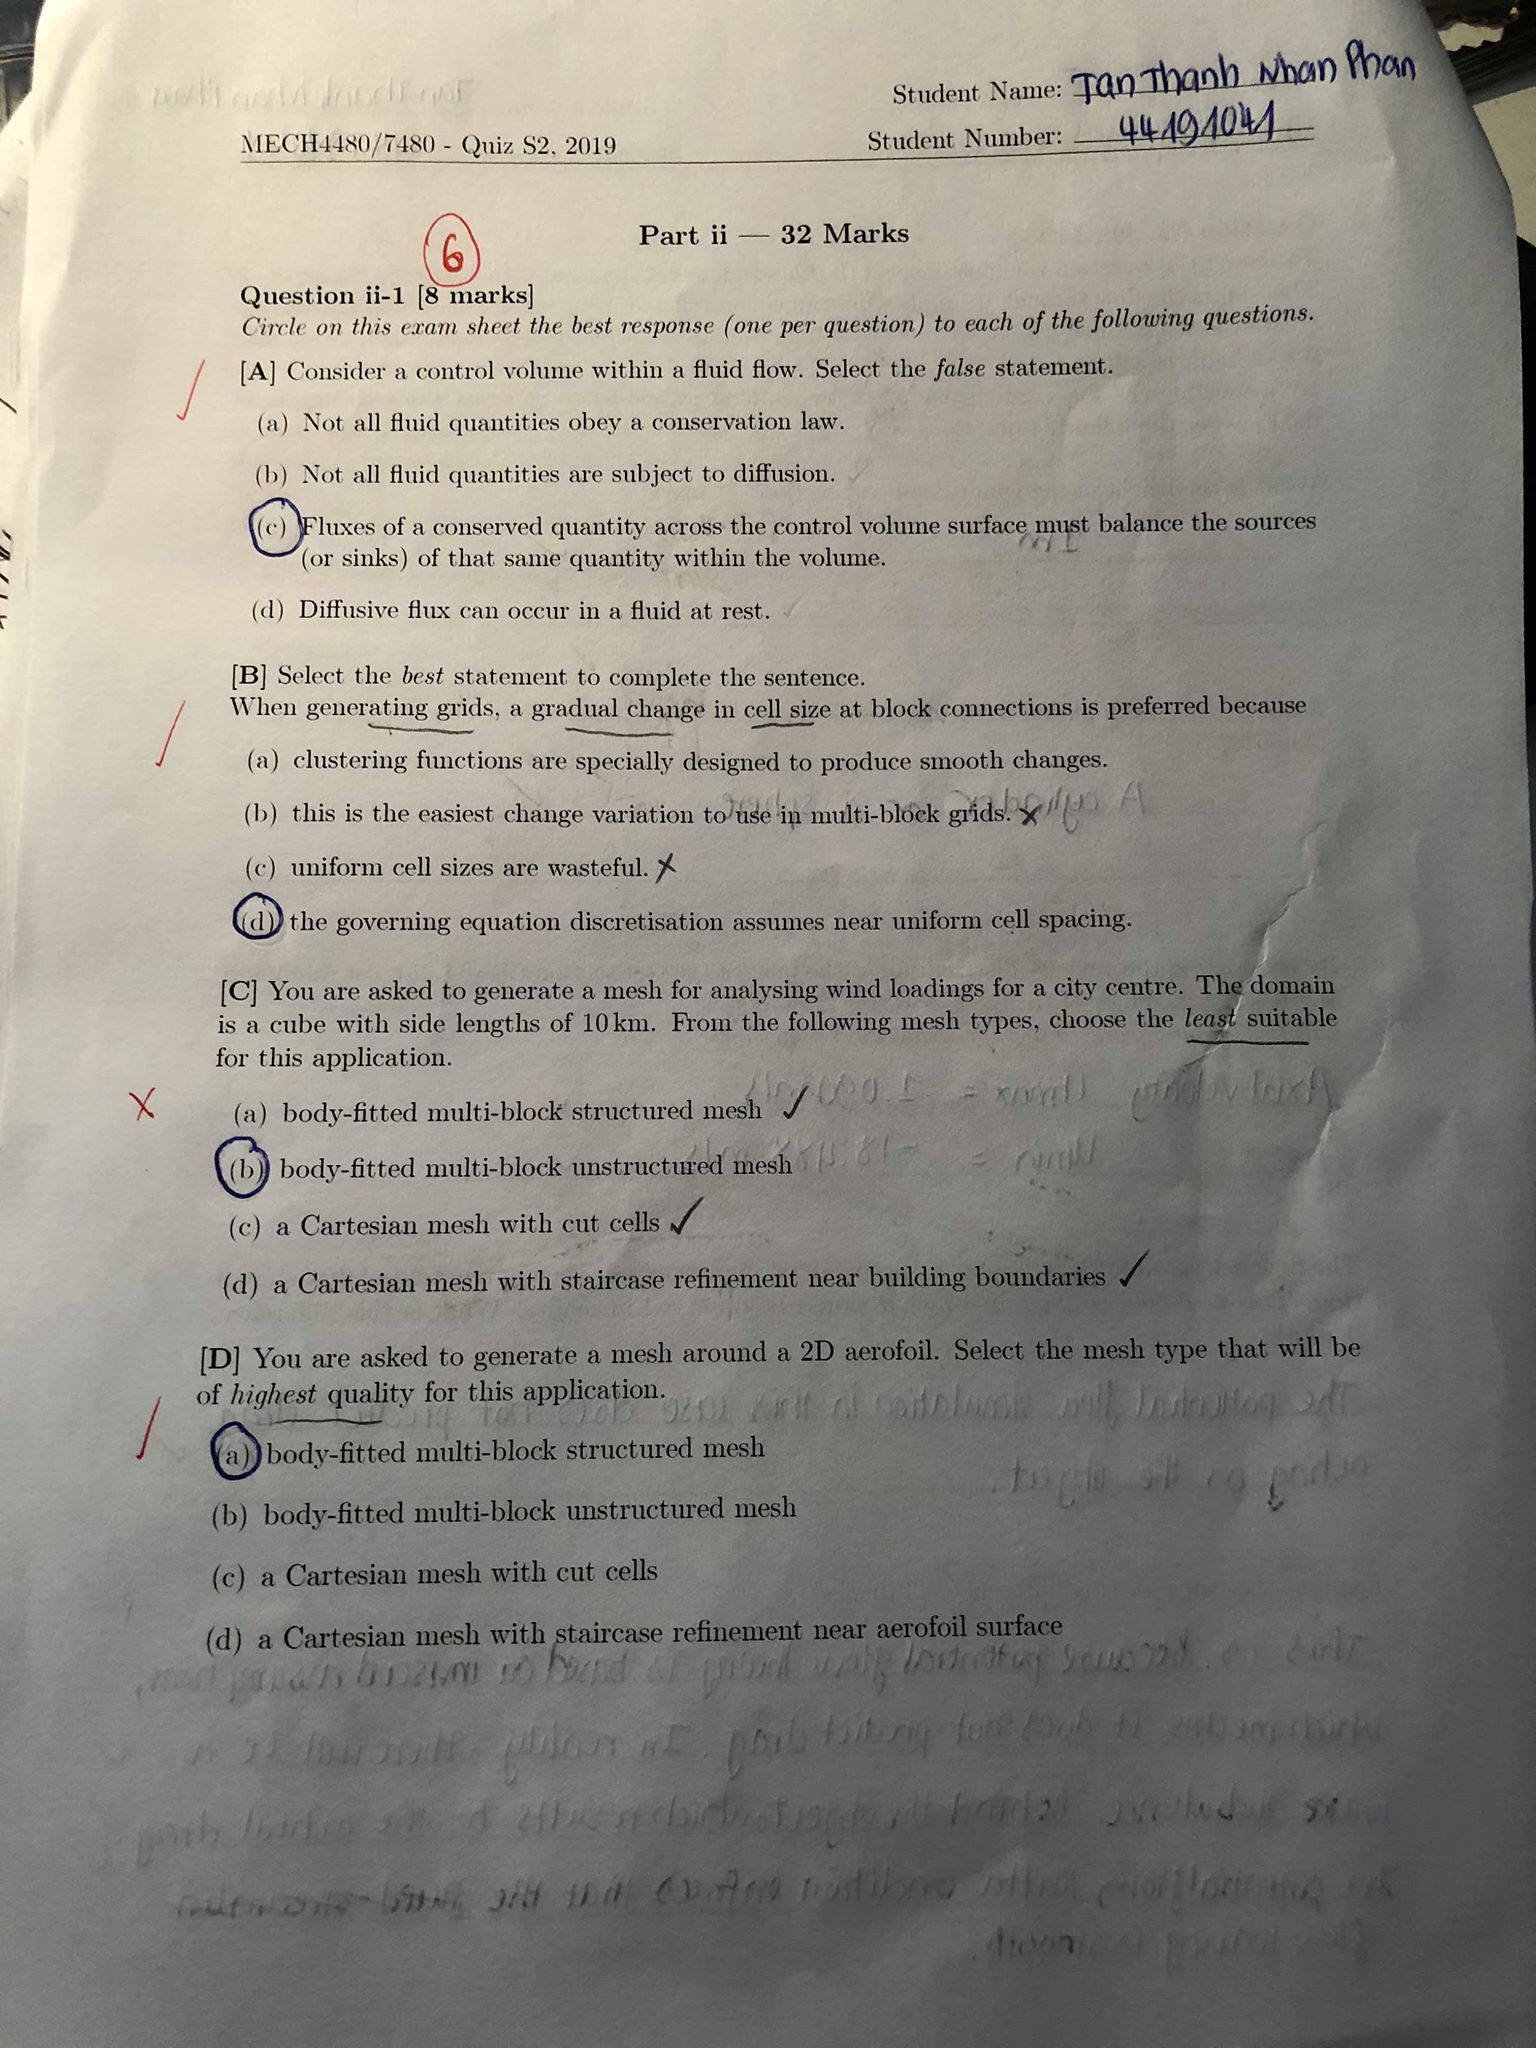 Student Name: Tan Thanh Nhan Phan
MECH4480/7480 - Quiz S2, 2019
Student Number: 44191041
Part ii — 32 Marks
6
Question ii-1 [8 marks]
Circle on this exam sheet the best response (one per question) to each of the following questions.
[A] Consider a control volume within a fluid flow. Select the false statement.
(a) Not all fluid quantities obey a conservation law.
(b) Not all fluid quantities are subject to diffusion.
(c) Fluxes of a conserved quantity across the control volume surface must balance the sources
(or sinks) of that same quantity within the volume.
(d) Diffusive flux can occur in a fluid at rest.
[B] Select the best statement to complete the sentence.
When generating grids, a gradual change in cell size at block connections is preferred because
(a) clustering functions are specially designed to produce smooth changes.
(b) this is the easiest change variation to use in multi-block grids. ✗
(c) uniform cell sizes are wasteful. ✗
(d) the governing equation discretisation assumes near uniform cell spacing.
[C] You are asked to generate a mesh for analysing wind loadings for a city centre. The domain
is a cube with side lengths of 10 km. From the following mesh types, choose the least suitable
for this application.
(a) body-fitted multi-block structured mesh ✓
(b) body-fitted multi-block unstructured mesh
(c) a Cartesian mesh with cut cells ✓
(d) a Cartesian mesh with staircase refinement near building boundaries ✓
[D] You are asked to generate a mesh around a 2D aerofoil. Select the mesh type that will be
of highest quality for this application.
(a) body-fitted multi-block structured mesh
(b) body-fitted multi-block unstructured mesh
(c) a Cartesian mesh with cut cells
(d) a Cartesian mesh with staircase refinement near aerofoil surface